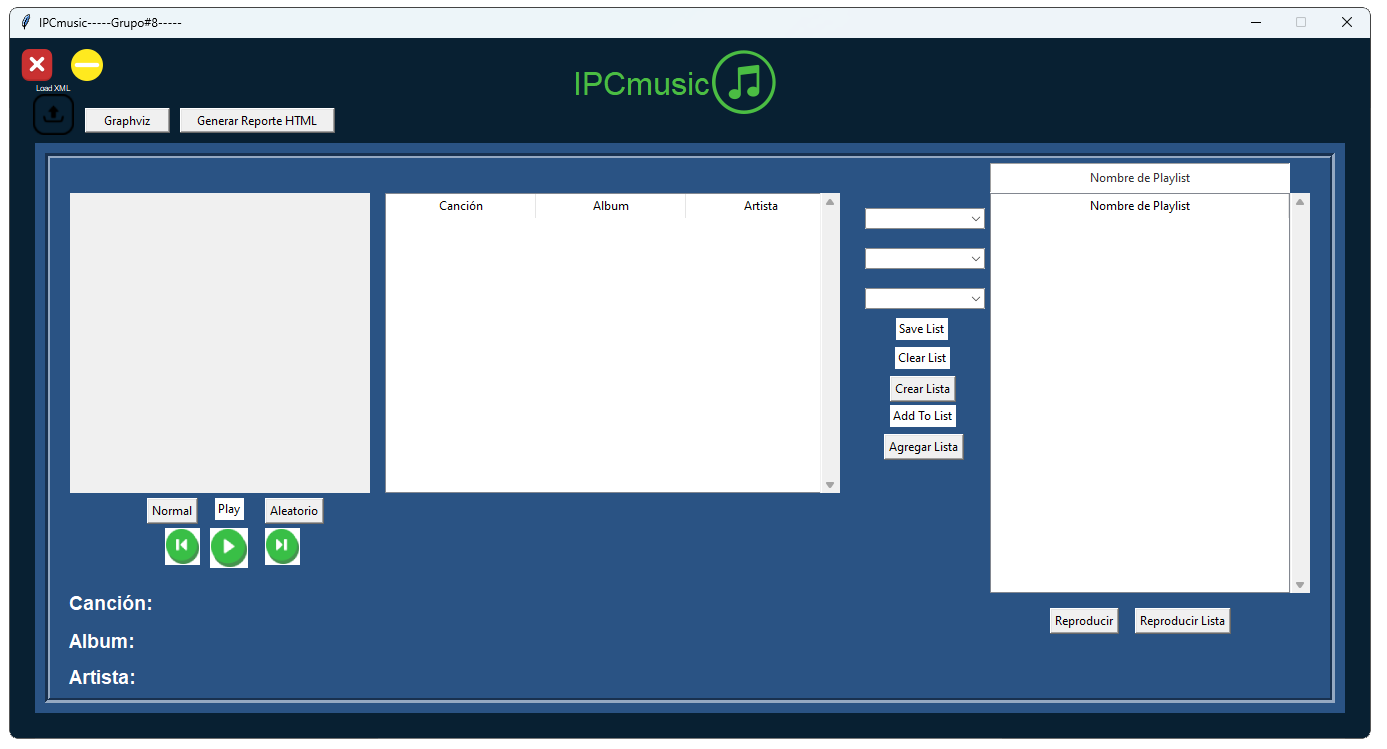 IPCmusic-----Grupo#8-----
IPCmusic
Load XML
Graphviz
Generar Reporte HTML
Nombre de Playlist
Canción Album Artista
Nombre de Playlist
Save List
Clear List
Crear Lista
Add To List
Agregar Lista
Normal Play Aleatorio
Canción:
Album:
Artista:
Reproducir Reproducir Lista